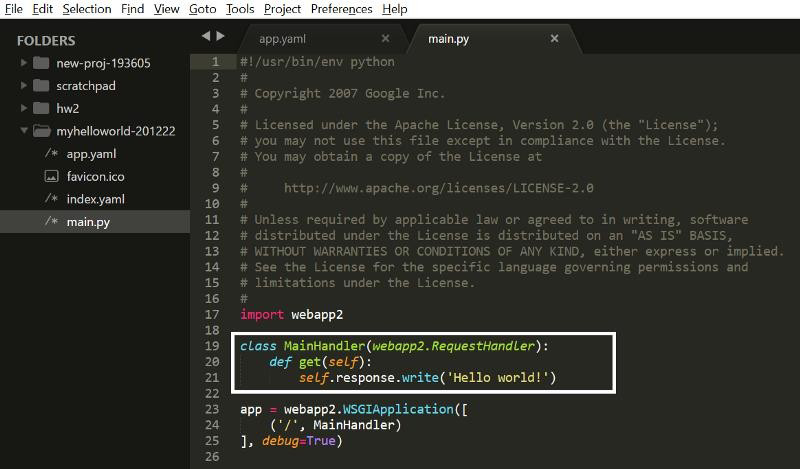 File Edit Selection Find View Goto Tools Project Preferences Help
FOLDERS
new-proj-193605
scratchpad
hw2
myhelloworld-201222
/* app.yaml
favicon.ico
/* index.yaml
/* main.py
app.yaml × main.py ×
1 #!/usr/bin/env python
2 #
3 # Copyright 2007 Google Inc.
4 #
5 # Licensed under the Apache License, Version 2.0 (the "License");
6 # you may not use this file except in compliance with the License.
7 # You may obtain a copy of the License at
8 #
9 #     http://www.apache.org/licenses/LICENSE-2.0
10 #
11 # Unless required by applicable law or agreed to in writing, software
12 # distributed under the License is distributed on an "AS IS" BASIS,
13 # WITHOUT WARRANTIES OR CONDITIONS OF ANY KIND, either express or implied.
14 # See the License for the specific language governing permissions and
15 # limitations under the License.
16 #
17 import webapp2
18
19 class MainHandler(webapp2.RequestHandler):
20     def get(self):
21         self.response.write('Hello world!')
22
23 app = webapp2.WSGIApplication([
24     ('/', MainHandler)
25 ], debug=True)
26